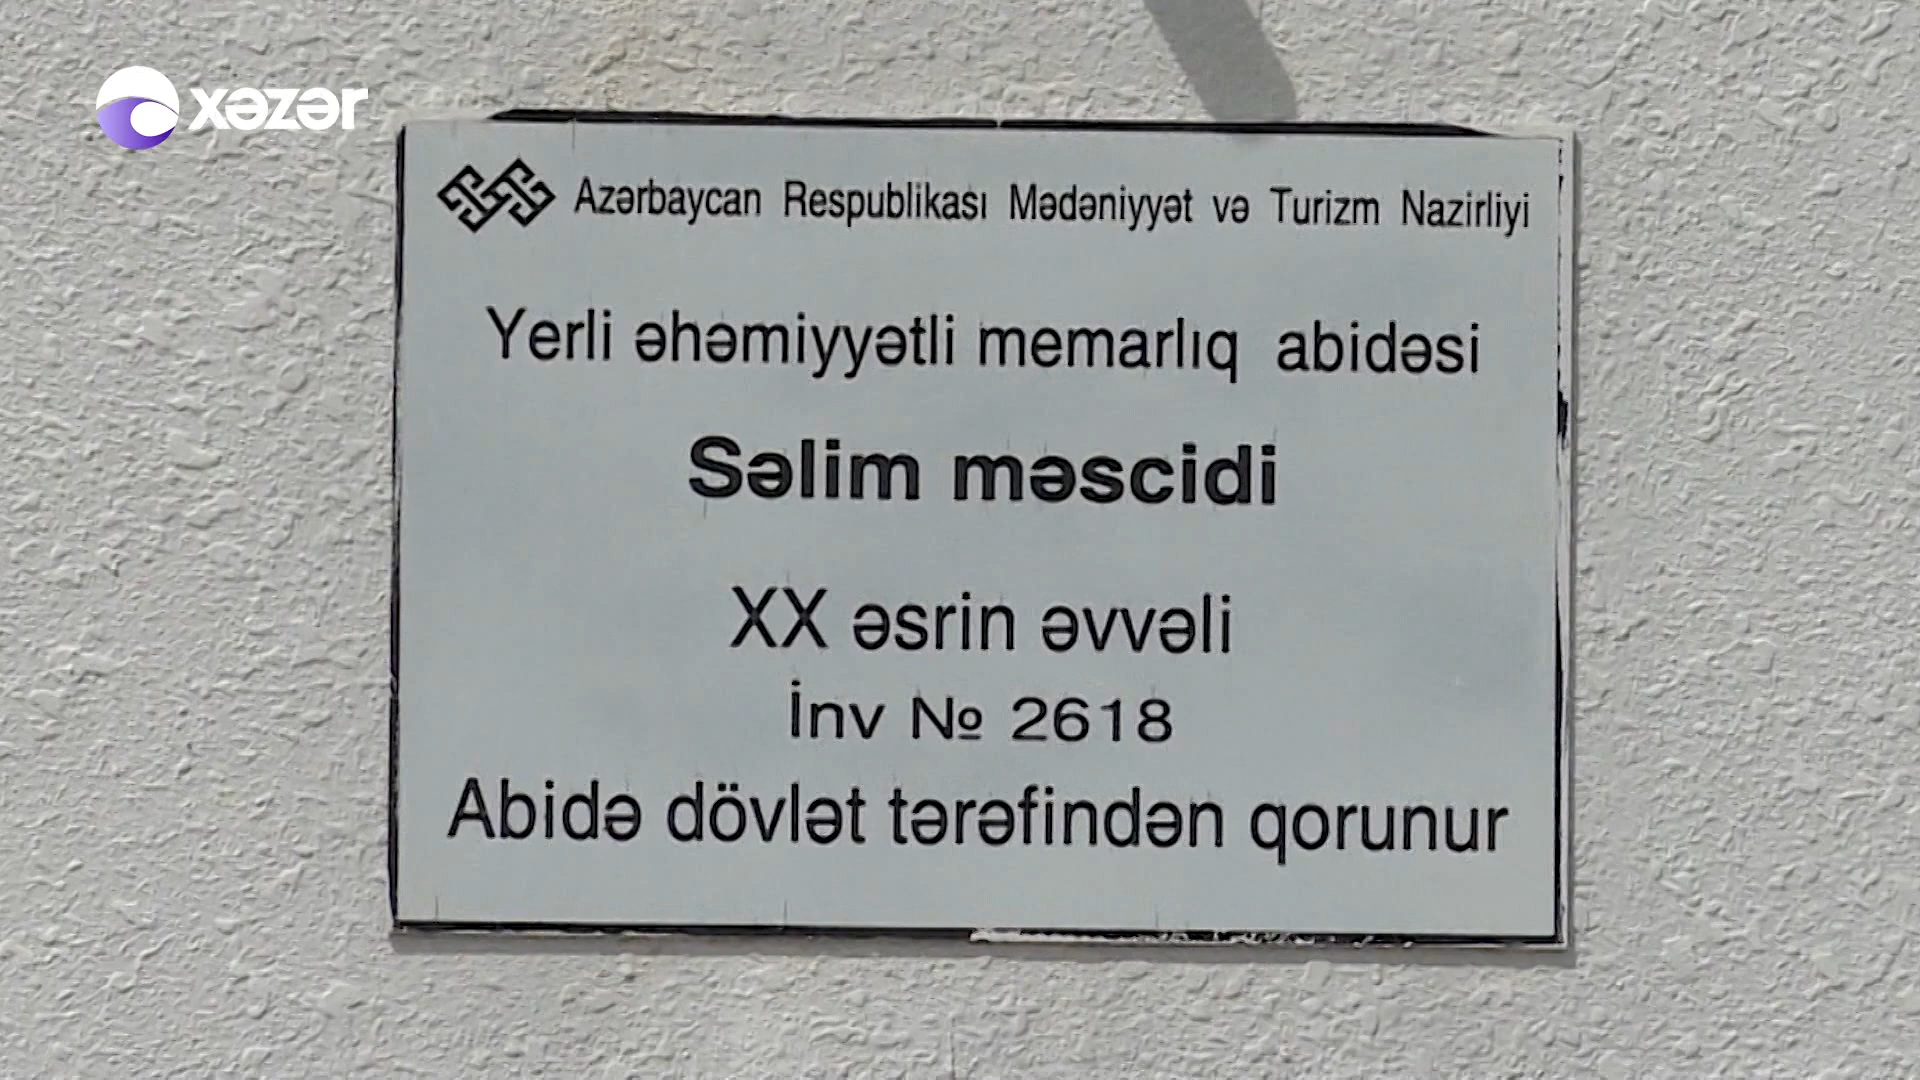 xəzər
Azərbaycan Respublikası Mədəniyyət və Turizm Nazirliyi
Yerli əhəmiyyətli memarlıq abidəsi
Səlim məscidi
XX əsrin əvvəli
İnv № 2618
Abidə dövlət tərəfindən qorunur